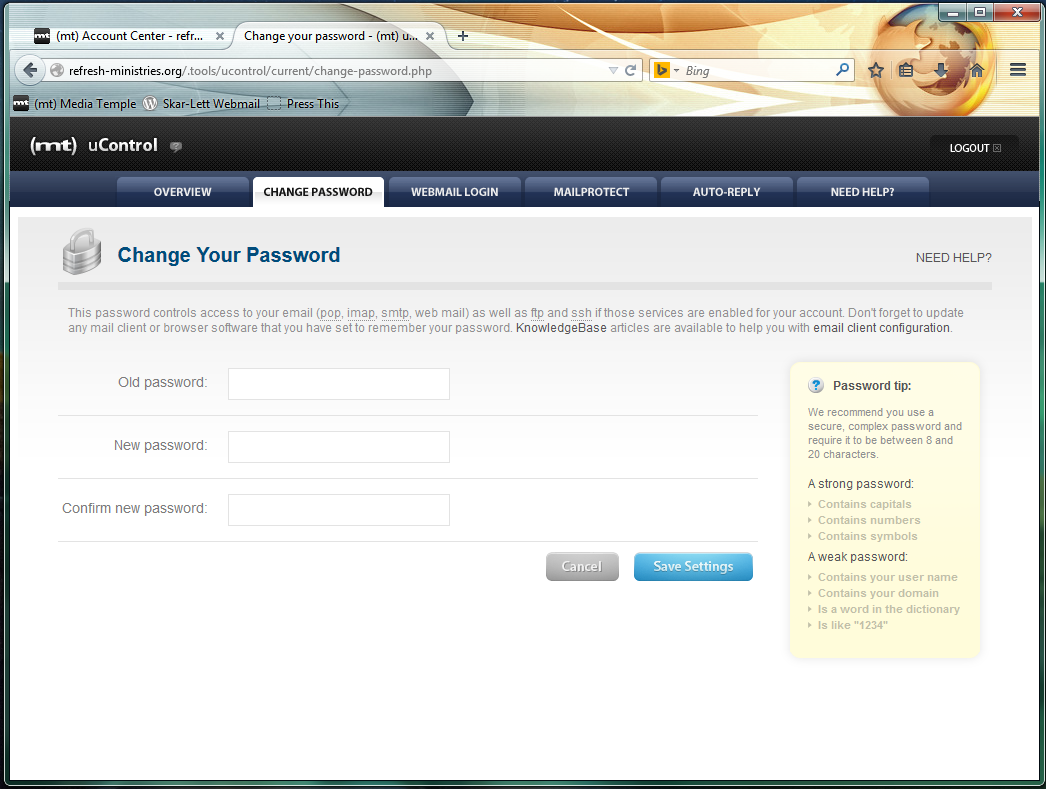 (mt) Account Center - refr...
Change your password - (mt) u...
refresh-ministries.org/.tools/ucontrol/current/change-password.php
Bing
(mt) Media Temple
Skar-Lett Webmail
Press This
(mt) uControl
LOGOUT
OVERVIEW
CHANGE PASSWORD
WEBMAIL LOGIN
MAILPROTECT
AUTO-REPLY
NEED HELP?
Change Your Password
NEED HELP?
This password controls access to your email (pop, imap, smtp, web mail) as well as ftp and ssh if those services are enabled for your account. Don't forget to update
any mail client or browser software that you have set to remember your password. KnowledgeBase articles are available to help you with email client configuration.
Old password:
New password:
Confirm new password:
Cancel
Save Settings
Password tip:
We recommend you use a
secure, complex password and
require it to be between 8 and
20 characters.
A strong password:
Contains capitals
Contains numbers
Contains symbols
A weak password:
Contains your user name
Contains your domain
Is a word in the dictionary
Is like "1234"